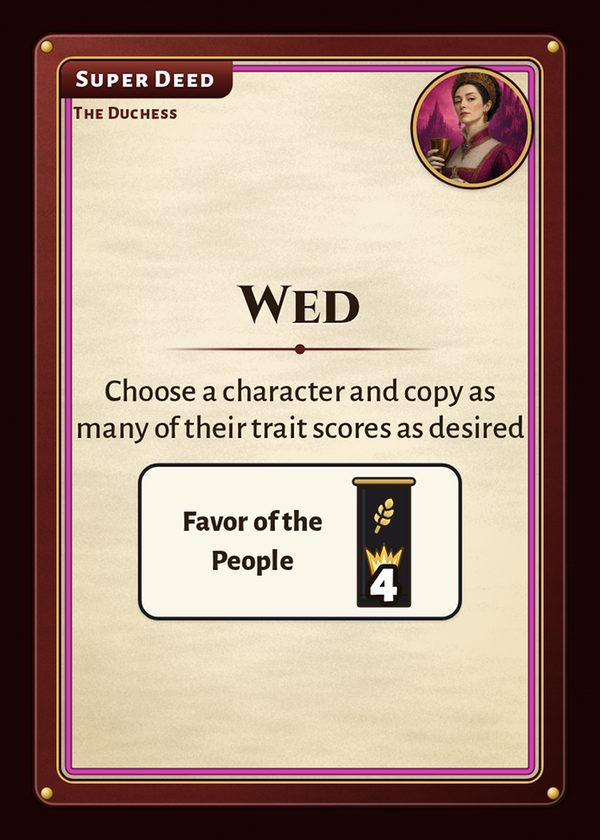 Super Deed
The Duchess
Wed
Choose a character and copy as
many of their trait scores as desired
Favor of the
People
4